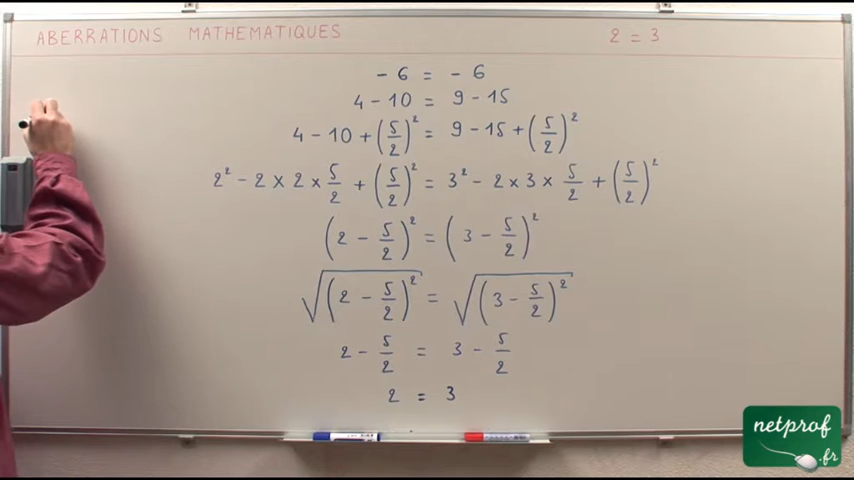 ABERRATIONS MATHEMATIQUES 2 = 3
- 6 = - 6
4 - 10 = 9 - 15
4 - 10 + (5/2)² = 9 - 15 + (5/2)²
2² - 2 × 2 × 5/2 + (5/2)² = 3² - 2 × 3 × 5/2 + (5/2)²
(2 - 5/2)² = (3 - 5/2)²
√(2 - 5/2)² = √(3 - 5/2)²
2 - 5/2 = 3 - 5/2
2 = 3
netprof
.fr